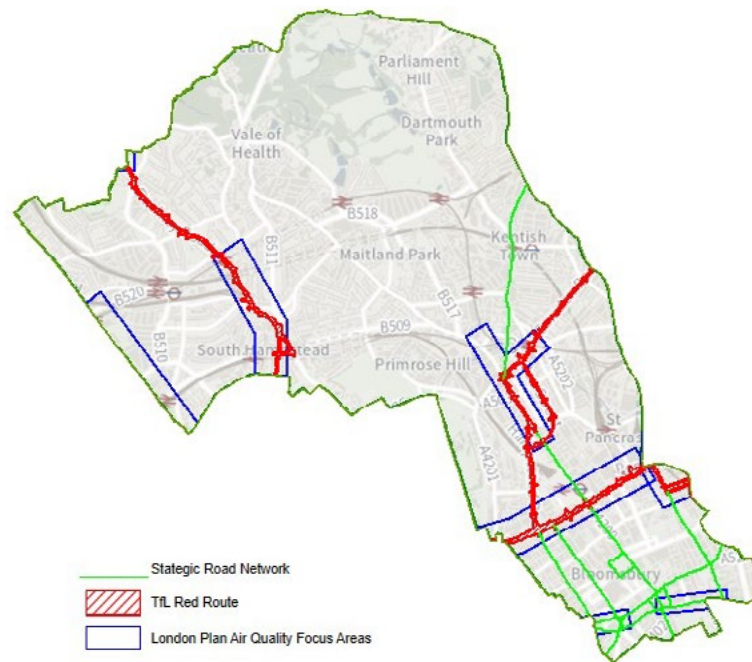 Parliament
Hill
Dartmouth
Park
Vale of
Health
B518
Kentish
Town
B511
Maitland Park
B517
B520
B509
B510
South Hampstead
Primrose Hill
A5202
St
Pancras
A4201
Bloomsbury
Stategic Road Network
TfL Red Route
London Plan Air Quality Focus Areas